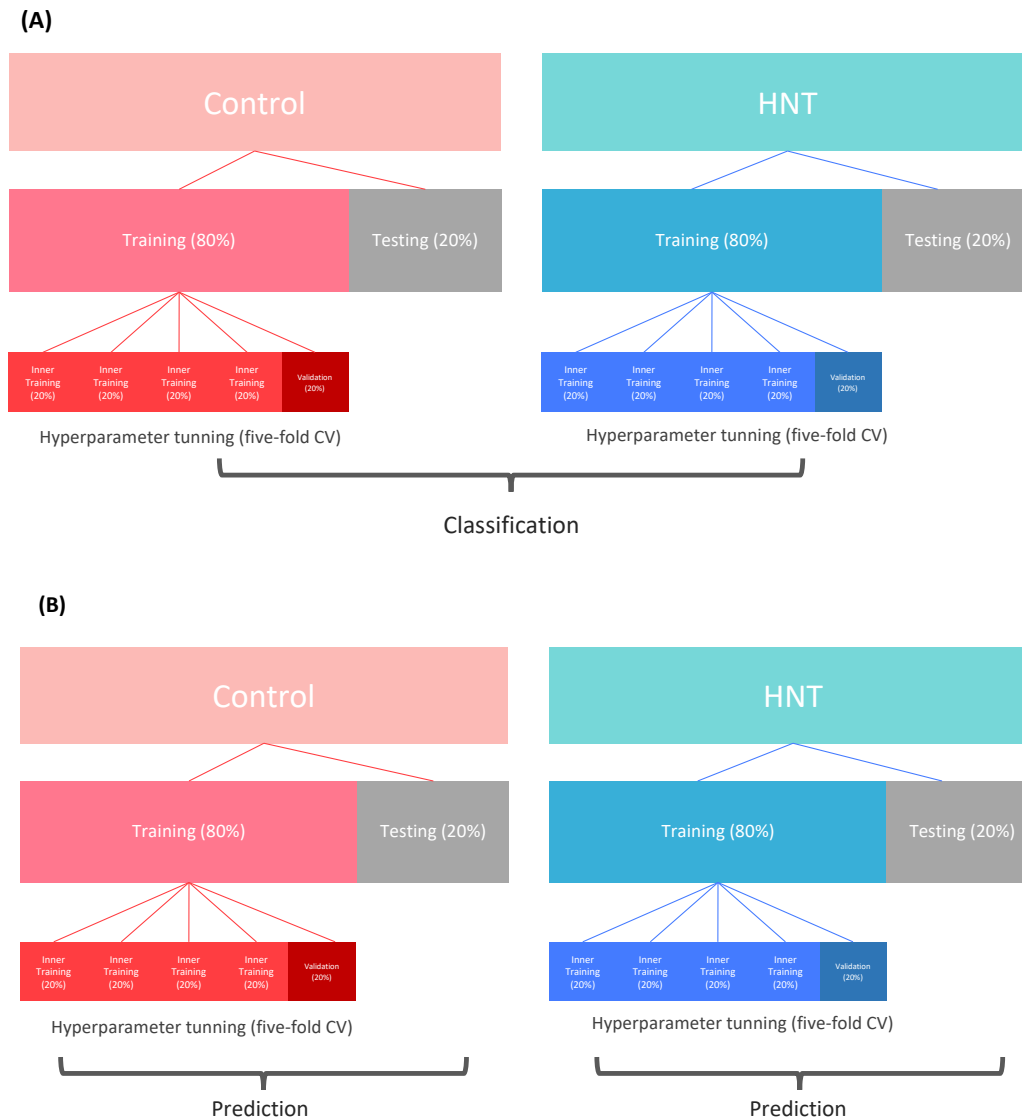 (A)
Control
HNT
Training (80%)
Testing (20%)
Training (80%)
Testing (20%)
Inner
Training
(20%)
Inner
Training
(20%)
Inner
Training
(20%)
Inner
Training
(20%)
Validation
(20%)
Inner
Training
(20%)
Inner
Training
(20%)
Inner
Training
(20%)
Inner
Training
(20%)
Validation
(20%)
Hyperparameter tunning (five-fold CV)
Hyperparameter tunning (five-fold CV)
Classification
(B)
Control
HNT
Training (80%)
Testing (20%)
Training (80%)
Testing (20%)
Inner
Training
(20%)
Inner
Training
(20%)
Inner
Training
(20%)
Inner
Training
(20%)
Validation
(20%)
Inner
Training
(20%)
Inner
Training
(20%)
Inner
Training
(20%)
Inner
Training
(20%)
Validation
(20%)
Hyperparameter tunning (five-fold CV)
Hyperparameter tunning (five-fold CV)
Prediction
Prediction